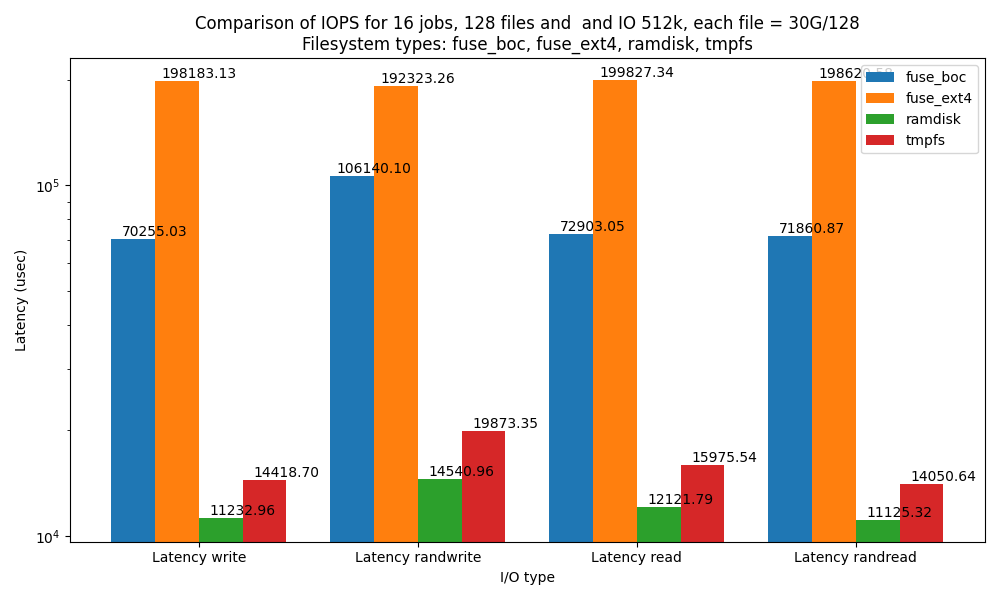 Comparison of IOPS for 16 jobs, 128 files and  and IO 512k, each file = 30G/128
Filesystem types: fuse_boc, fuse_ext4, ramdisk, tmpfs
fuse_boc
fuse_ext4
ramdisk
tmpfs
Latency (usec)
10^5
10^4
70255.03
198183.13
11232.96
14418.70
106140.10
192323.26
14540.96
19873.35
72903.05
199827.34
12121.79
15975.54
71860.87
11125.32
14050.64
Latency write
Latency randwrite
Latency read
Latency randread
I/O type